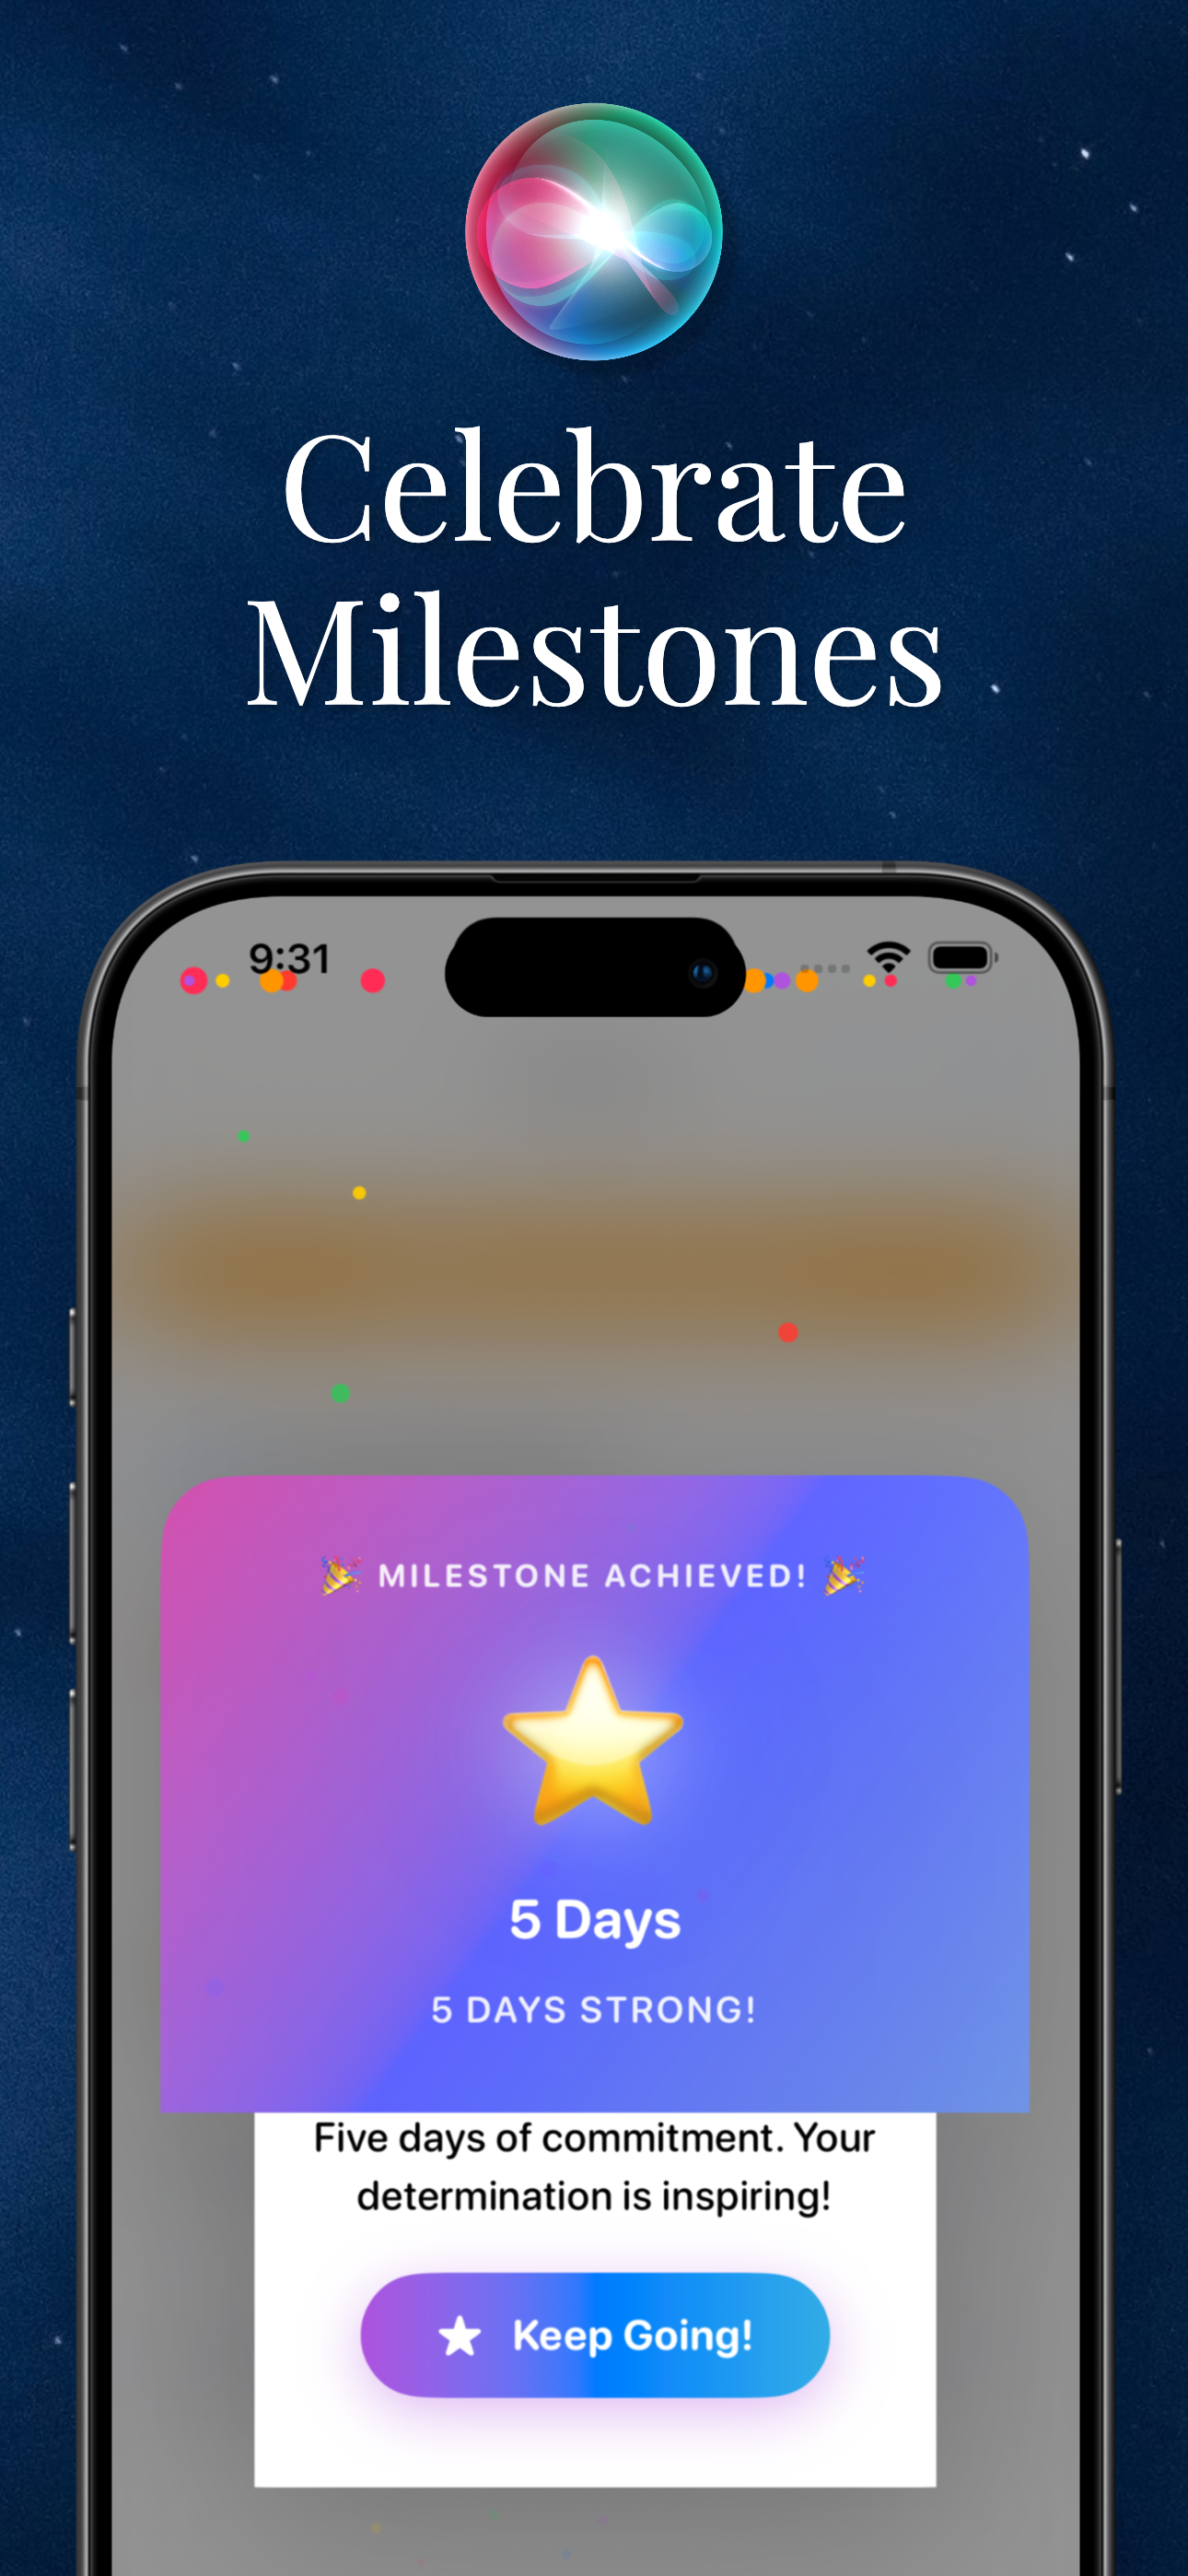 Celebrate
Milestones
9:31
🎉 MILESTONE ACHIEVED! 🎉
5 Days
5 DAYS STRONG!
Five days of commitment. Your
determination is inspiring!
Keep Going!